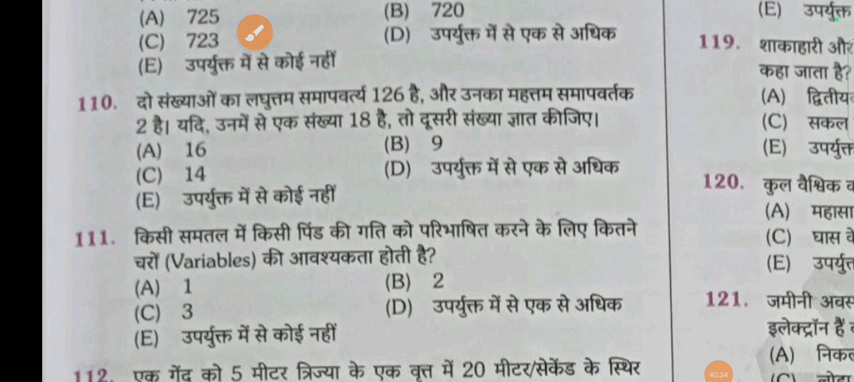 (A) 725 (B) 720
(C) 723 (D) उपर्युक्त में से एक से अधिक
(E) उपर्युक्त में से कोई नहीं
110. दो संख्याओं का लघुत्तम समापवर्त्य 126 है, और उनका महत्तम समापवर्तक
2 है। यदि, उनमें से एक संख्या 18 है, तो दूसरी संख्या ज्ञात कीजिए।
(A) 16 (B) 9
(C) 14 (D) उपर्युक्त में से एक से अधिक
(E) उपर्युक्त में से कोई नहीं
111. किसी समतल में किसी पिंड की गति को परिभाषित करने के लिए कितने
चरों (Variables) की आवश्यकता होती है?
(A) 1 (B) 2
(C) 3 (D) उपर्युक्त में से एक से अधिक
(E) उपर्युक्त में से कोई नहीं
112. एक गेंद को 5 मीटर त्रिज्या के एक वृत्त में 20 मीटर/सेकेंड के स्थिर
(E) उपर्युक्त
119. शाकाहारी और
कहा जाता है?
(A) द्वितीय
(C) सकल
(E) उपर्युक्त
120. कुल वैश्विक
(A) महासा
(C) घास
(E) उपर्युक्त
121. जमीनी अवस
इलेक्ट्रॉन हैं
(A) निक
40:34
(C)